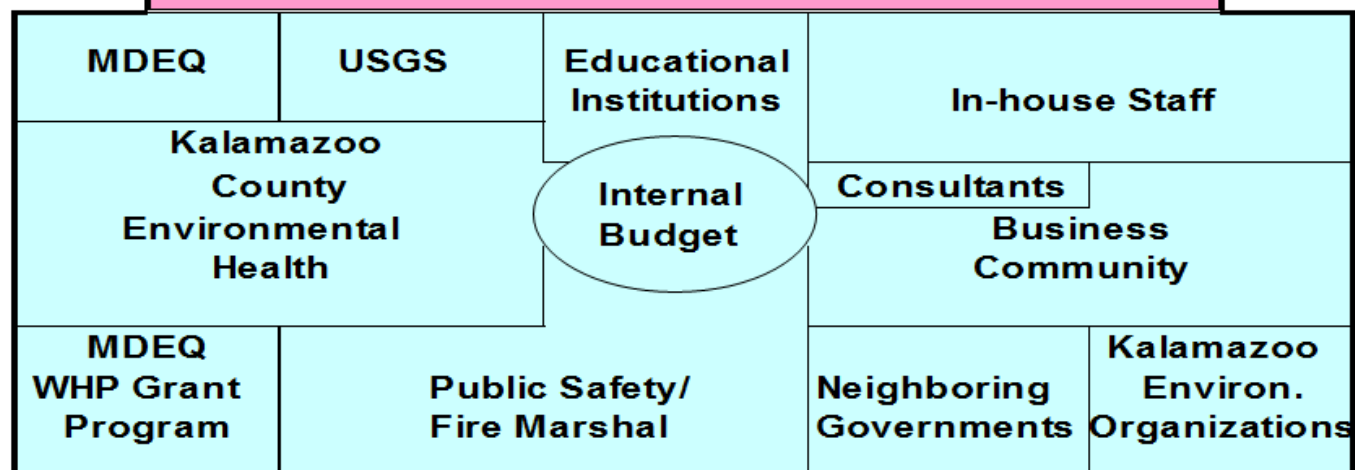 MDEQ
USGS
Educational
Institutions
In-house Staff
Kalamazoo
County
Environmental
Health
Internal
Budget
Consultants
Business
Community
MDEQ
WHP Grant
Program
Public Safety/
Fire Marshal
Neighboring
Governments
Kalamazoo
Environ.
Organizations